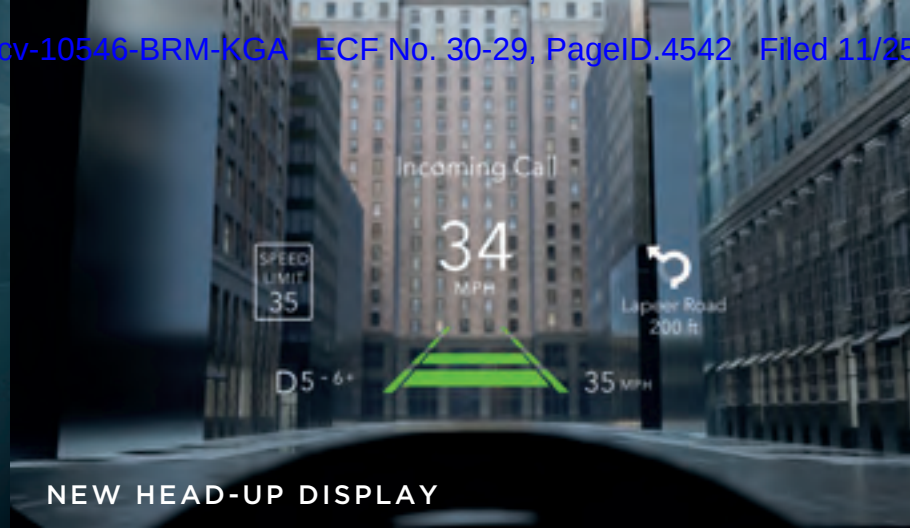 cv-10546-BRM-KGA ECF No. 30-29, PageID.4542 Filed 11/25
Incoming Call
34
MPH
SPEED
LIMIT
35
Lapeer Road
200 ft
D5 - 6+
35 MPH
NEW HEAD-UP DISPLAY